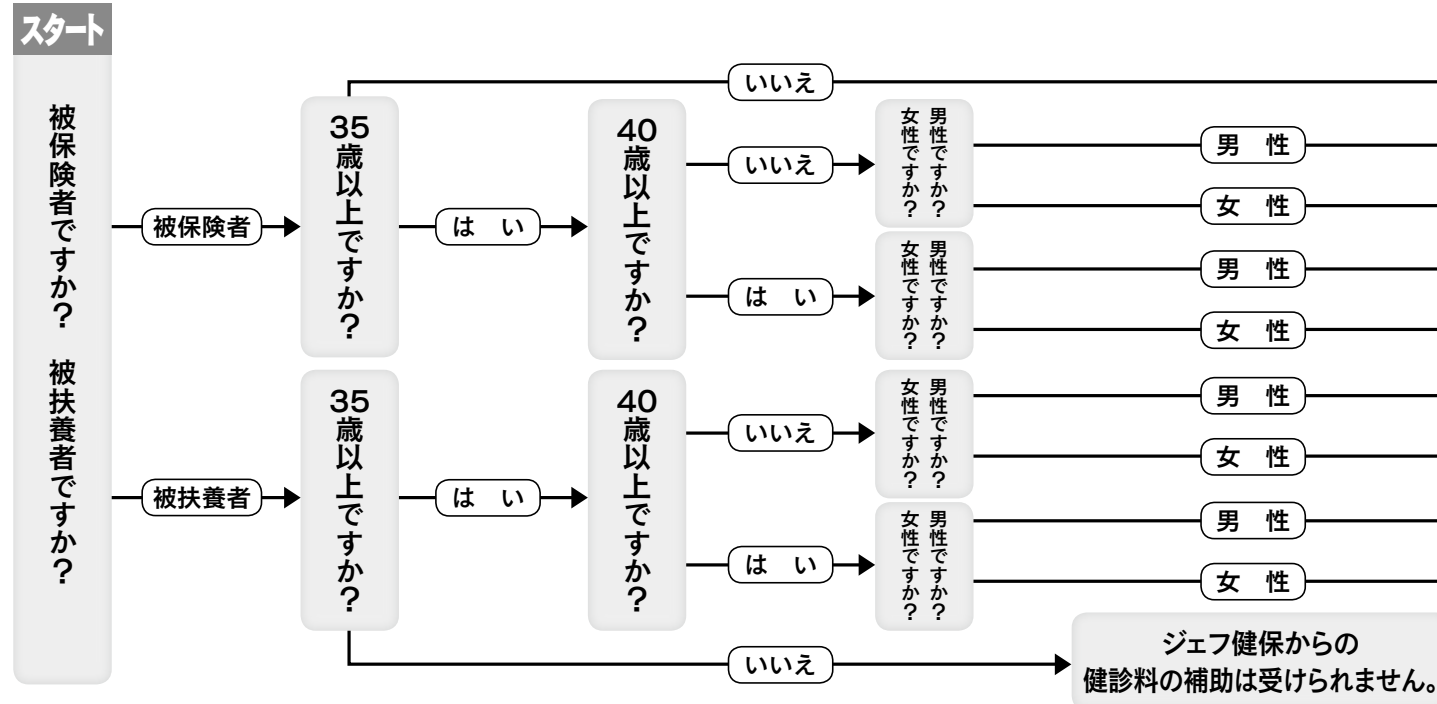 スタート
被保険者ですか？　被扶養者ですか？
被保険者
35歳以上ですか？
いいえ
は　い
40歳以上ですか？
いいえ
男性ですか？
女性ですか？
男　性
女　性
は　い
男性ですか？
女性ですか？
男　性
女　性
被扶養者
35歳以上ですか？
は　い
40歳以上ですか？
いいえ
男性ですか？
女性ですか？
男　性
女　性
は　い
男性ですか？
女性ですか？
男　性
女　性
いいえ
ジェフ健保からの
健診料の補助は受けられません。